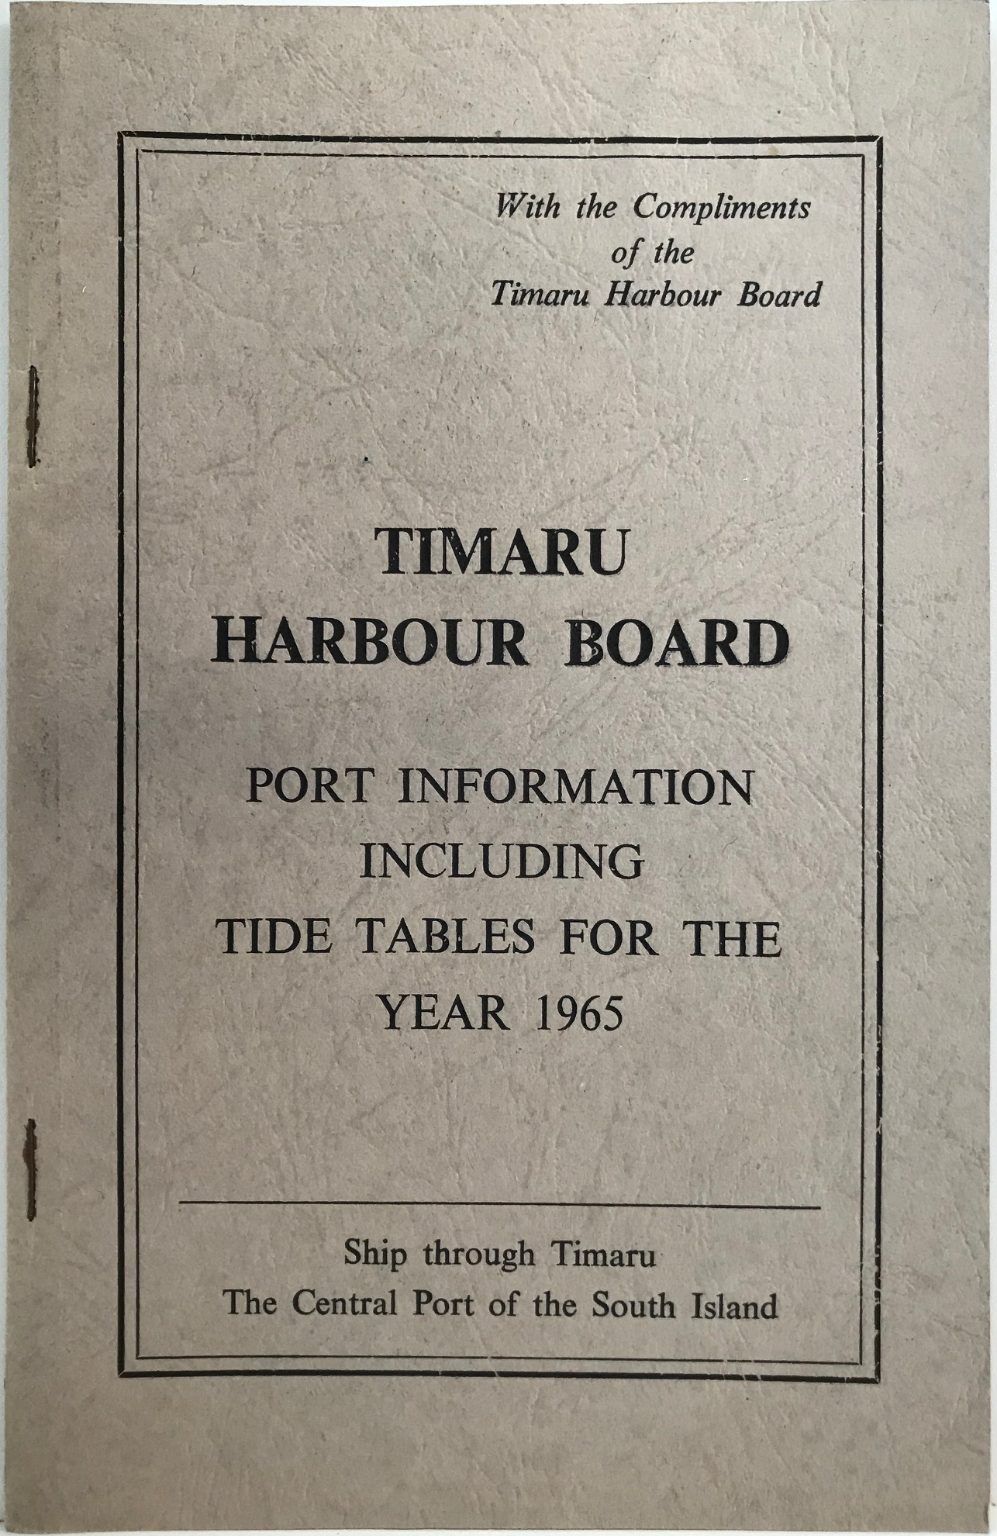 With the Compliments
of the
Timaru Harbour Board
TIMARU
HARBOUR BOARD
PORT INFORMATION
INCLUDING
TIDE TABLES FOR THE
YEAR 1965
Ship through Timaru
The Central Port of the South Island